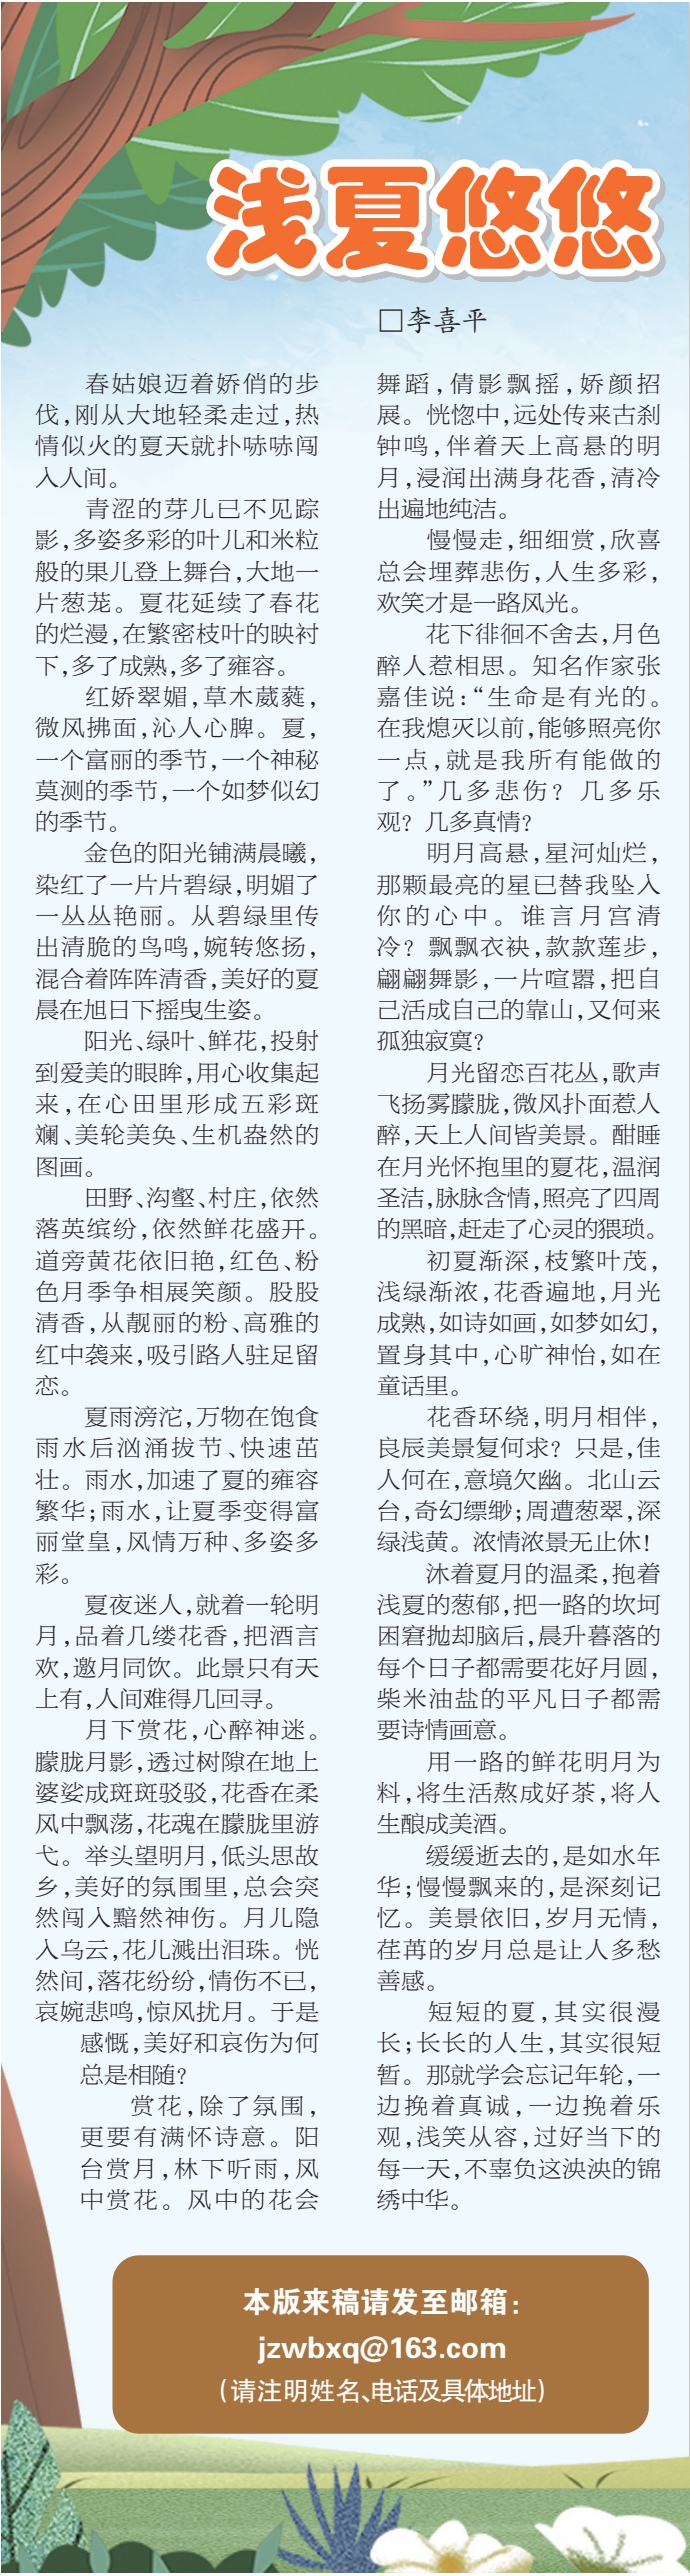 浅夏悠悠
□李喜平
春姑娘迈着娇俏的步
伐,刚从大地轻柔走过,热
情似火的夏天就扑哧哧闯
入人间。
青涩的芽儿已不见踪
影,多姿多彩的叶儿和米粒
般的果儿登上舞台,大地一
片葱茏。夏花延续了春花
的烂漫,在繁密枝叶的映衬
下,多了成熟,多了雍容。
红娇翠媚,草木葳蕤,
微风拂面,沁人心脾。夏,
一个富丽的季节,一个神秘
莫测的季节,一个如梦似幻
的季节。
金色的阳光铺满晨曦,
染红了一片片碧绿,明媚了
一丛丛艳丽。从碧绿里传
出清脆的鸟鸣,婉转悠扬,
混合着阵阵清香,美好的夏
晨在旭日下摇曳生姿。
阳光、绿叶、鲜花,投射
到爱美的眼眸,用心收集起
来,在心田里形成五彩斑
斓、美轮美奂、生机盎然的
图画。
田野、沟壑、村庄,依然
落英缤纷,依然鲜花盛开。
道旁黄花依旧艳,红色、粉
色月季争相展笑颜。股股
清香,从靓丽的粉、高雅的
红中袭来,吸引路人驻足留
恋。
夏雨滂沱,万物在饱食
雨水后汹涌拔节、快速茁
壮。雨水,加速了夏的雍容
繁华;雨水,让夏季变得富
丽堂皇,风情万种、多姿多
彩。
夏夜迷人,就着一轮明
月,品着几缕花香,把酒言
欢,邀月同饮。此景只有天
上有,人间难得几回寻。
月下赏花,心醉神迷。
朦胧月影,透过树隙在地上
婆娑成斑斑驳驳,花香在柔
风中飘荡,花魂在朦胧里游
弋。举头望明月,低头思故
乡,美好的氛围里,总会突
然闯入黯然神伤。月儿隐
入乌云,花儿溅出泪珠。恍
然间,落花纷纷,情伤不已,
哀婉悲鸣,惊风扰月。于是
感慨,美好和哀伤为何
总是相随?
赏花,除了氛围,
更要有满怀诗意。阳
台赏月,林下听雨,风
中赏花。风中的花会
舞蹈,倩影飘摇,娇颜招
展。恍惚中,远处传来古刹
钟鸣,伴着天上高悬的明
月,浸润出满身花香,清冷
出遍地纯洁。
慢慢走,细细赏,欣喜
总会埋葬悲伤,人生多彩,
欢笑才是一路风光。
花下徘徊不舍去,月色
醉人惹相思。知名作家张
嘉佳说:“生命是有光的。
在我熄灭以前,能够照亮你
一点,就是我所有能做的
了。”几多悲伤?几多乐
观?几多真情?
明月高悬,星河灿烂,
那颗最亮的星已替我坠入
你的心中。谁言月宫清
冷?飘飘衣袂,款款莲步,
翩翩舞影,一片喧嚣,把自
己活成自己的靠山,又何来
孤独寂寞?
月光留恋百花丛,歌声
飞扬雾朦胧,微风扑面惹人
醉,天上人间皆美景。酣睡
在月光怀抱里的夏花,温润
圣洁,脉脉含情,照亮了四周
的黑暗,赶走了心灵的猥琐。
初夏渐深,枝繁叶茂,
浅绿渐浓,花香遍地,月光
成熟,如诗如画,如梦如幻,
置身其中,心旷神怡,如在
童话里。
花香环绕,明月相伴,
良辰美景复何求?只是,佳
人何在,意境欠幽。北山云
台,奇幻缥缈;周遭葱翠,深
绿浅黄。浓情浓景无止休!
沐着夏月的温柔,抱着
浅夏的葱郁,把一路的坎坷
困窘抛却脑后,晨升暮落的
每个日子都需要花好月圆,
柴米油盐的平凡日子都需
要诗情画意。
用一路的鲜花明月为
料,将生活熬成好茶,将人
生酿成美酒。
缓缓逝去的,是如水年
华;慢慢飘来的,是深刻记
忆。美景依旧,岁月无情,
荏苒的岁月总是让人多愁
善感。
短短的夏,其实很漫
长;长长的人生,其实很短
暂。那就学会忘记年轮,一
边挽着真诚,一边挽着乐
观,浅笑从容,过好当下的
每一天,不辜负这泱泱的锦
绣中华。
本版来稿请发至邮箱:
jzwbxq@163.com
(请注明姓名、电话及具体地址)